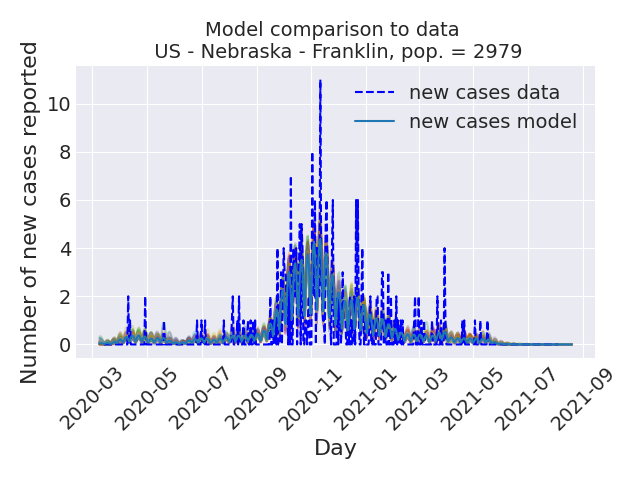 Model comparison to data
US - Nebraska - Franklin, pop. = 2979
Number of new cases reported
10
8
6
4
2
0
new cases data
new cases model
2020-03
2020-05
2020-07
2020-09
2020-11
2021-01
2021-03
2021-05
2021-07
2021-09
Day